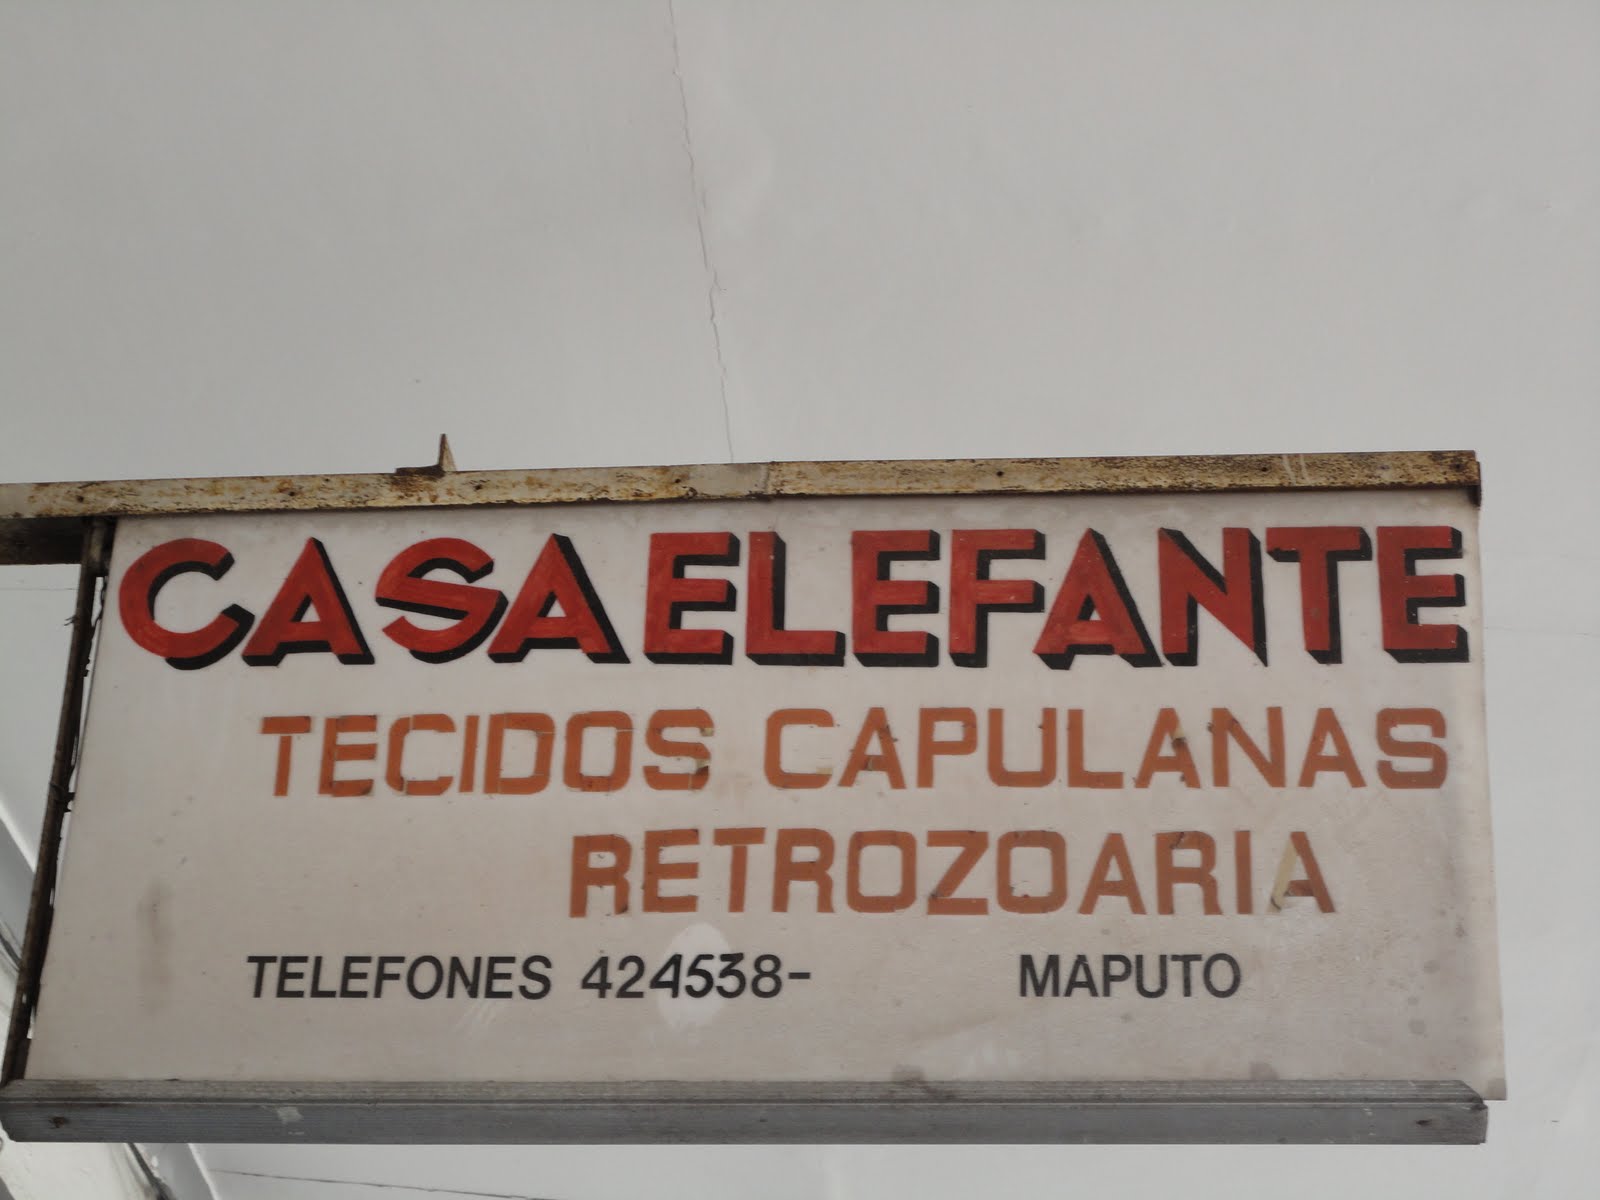 CASA ELEFANTE
TECIDOS CAPULANAS
RETROZOARIA
TELEFONES 424538- MAPUTO